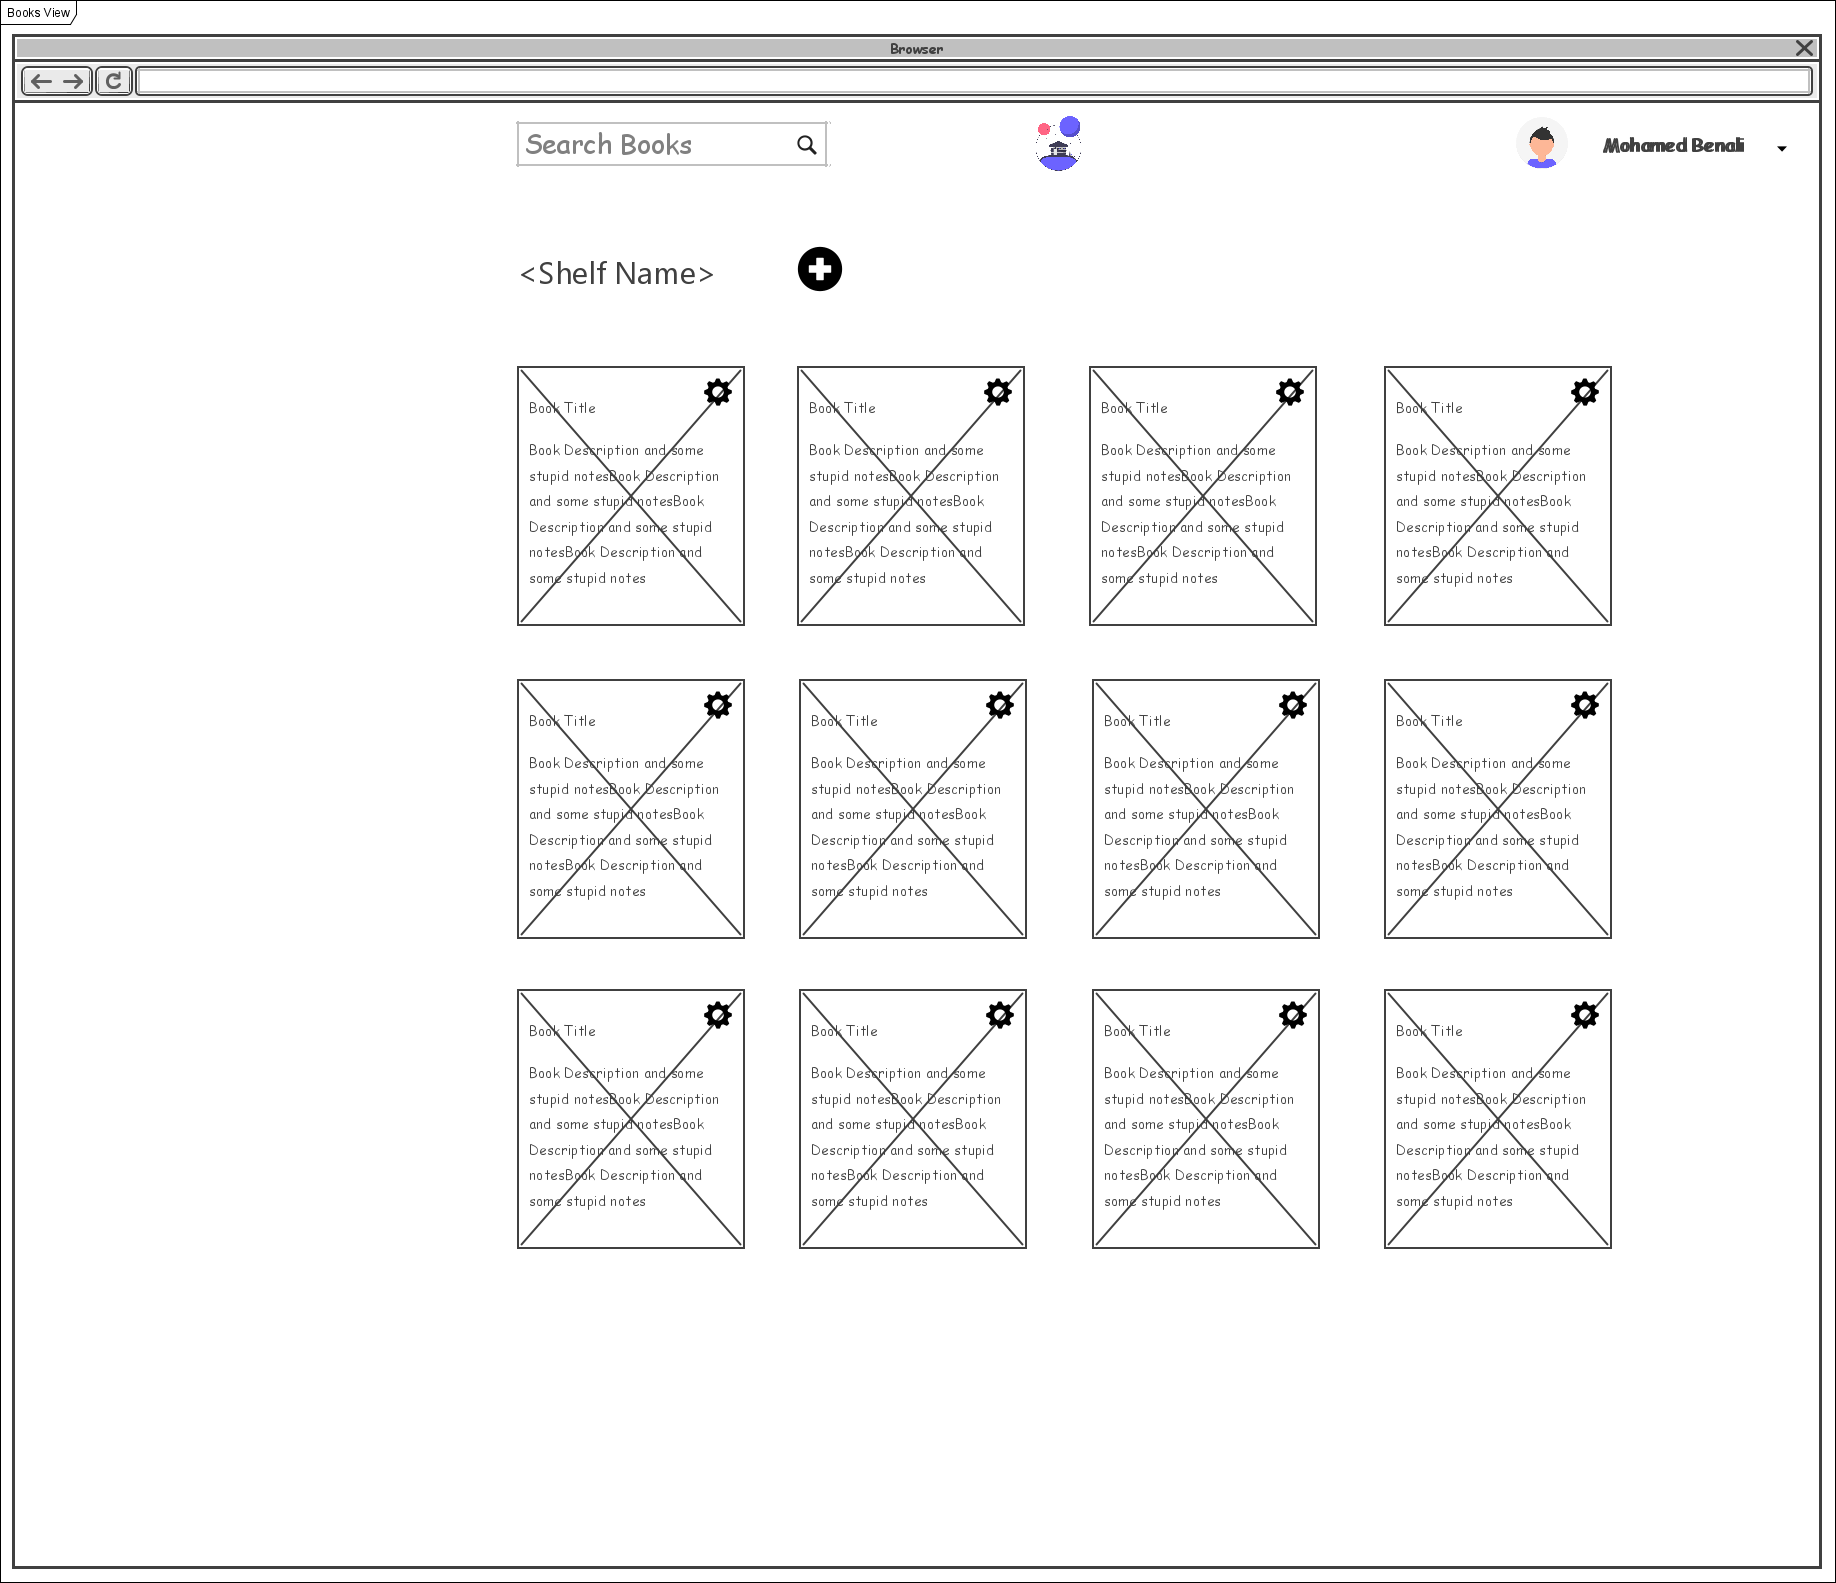 Books View
Browser
Search Books
Mohamed Benali
<Shelf Name>
Book Title
Book Description and some
stupid notesBook Description
and some stupid notesBook
Description and some stupid
notesBook Description and
some stupid notes
Book Title
Book Description and some
stupid notesBook Description
and some stupid notesBook
Description and some stupid
notesBook Description and
some stupid notes
Book Title
Book Description and some
stupid notesBook Description
and some stupid notesBook
Description and some stupid
notesBook Description and
some stupid notes
Book Title
Book Description and some
stupid notesBook Description
and some stupid notesBook
Description and some stupid
notesBook Description and
some stupid notes
Book Title
Book Description and some
stupid notesBook Description
and some stupid notesBook
Description and some stupid
notesBook Description and
some stupid notes
Book Title
Book Description and some
stupid notesBook Description
and some stupid notesBook
Description and some stupid
notesBook Description and
some stupid notes
Book Title
Book Description and some
stupid notesBook Description
and some stupid notesBook
Description and some stupid
notesBook Description and
some stupid notes
Book Title
Book Description and some
stupid notesBook Description
and some stupid notesBook
Description and some stupid
notesBook Description and
some stupid notes
Book Title
Book Description and some
stupid notesBook Description
and some stupid notesBook
Description and some stupid
notesBook Description and
some stupid notes
Book Title
Book Description and some
stupid notesBook Description
and some stupid notesBook
Description and some stupid
notesBook Description and
some stupid notes
Book Title
Book Description and some
stupid notesBook Description
and some stupid notesBook
Description and some stupid
notesBook Description and
some stupid notes
Book Title
Book Description and some
stupid notesBook Description
and some stupid notesBook
Description and some stupid
notesBook Description and
some stupid notes